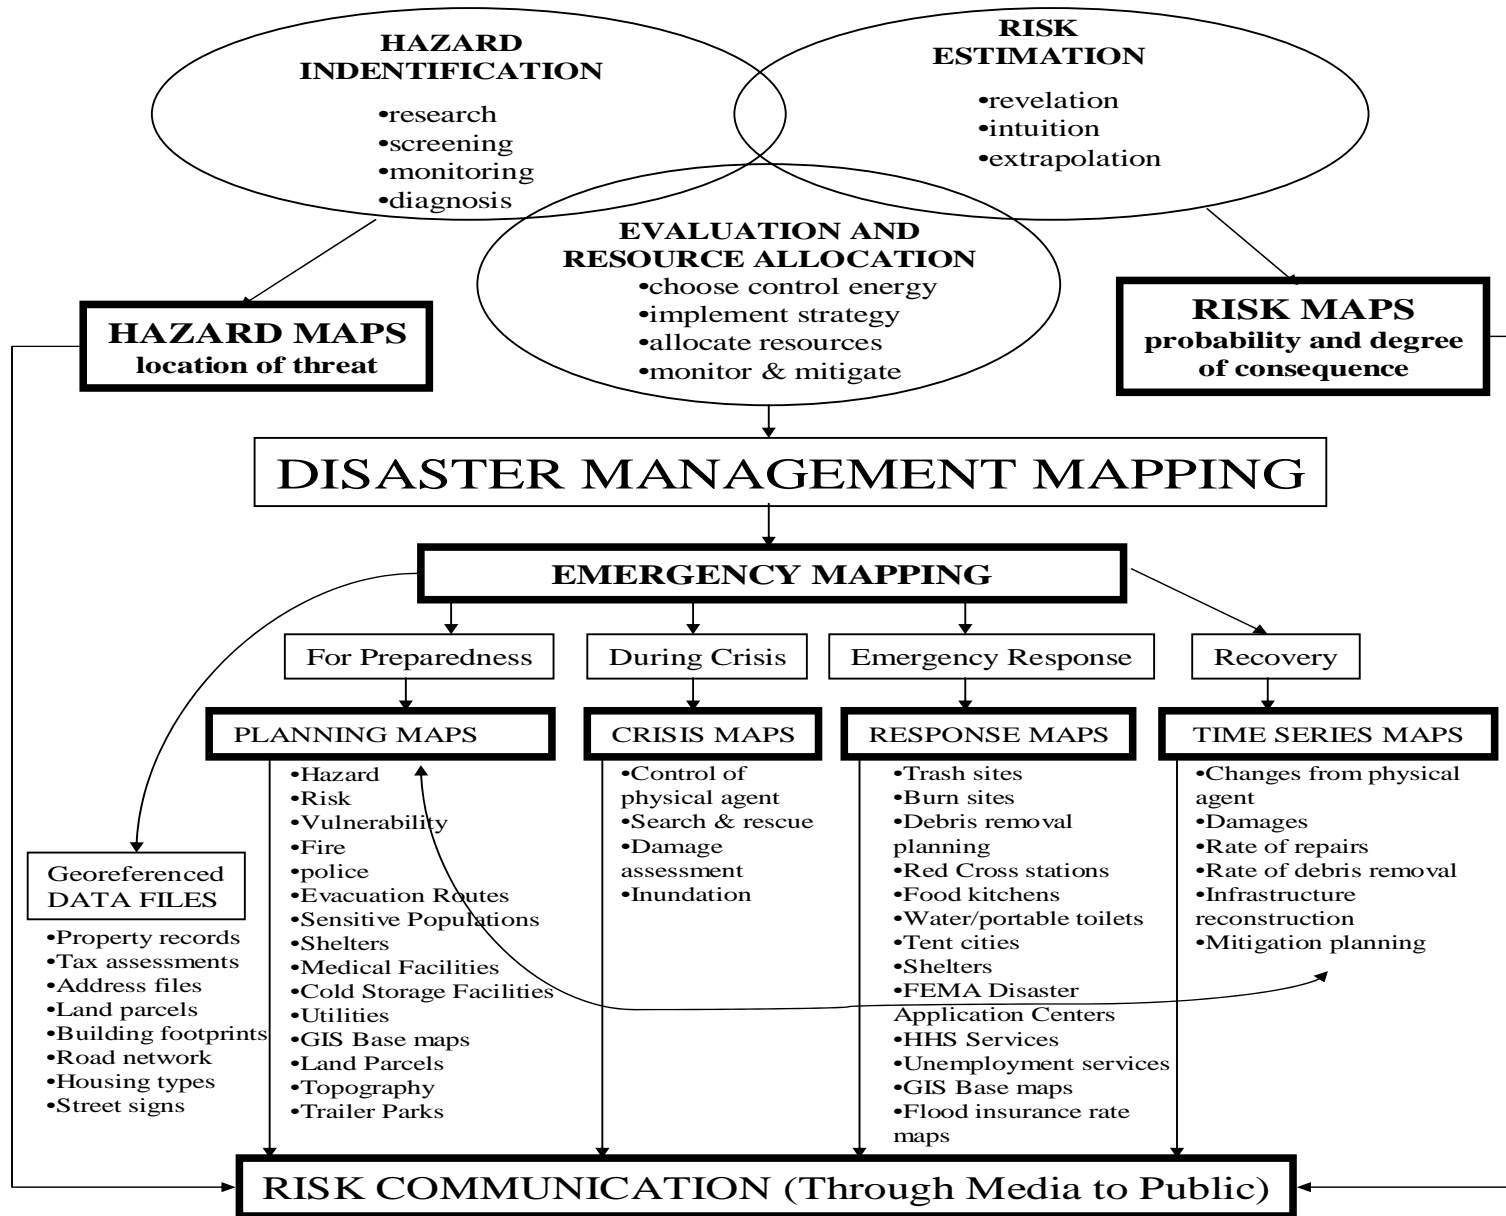 HAZARD
INDENTIFICATION
•research
•screening
•monitoring
•diagnosis
RISK
ESTIMATION
•revelation
•intuition
•extrapolation
EVALUATION AND
RESOURCE ALLOCATION
•choose control energy
•implement strategy
•allocate resources
•monitor & mitigate
HAZARD MAPS
location of threat
RISK MAPS
probability and degree
of consequence
DISASTER MANAGEMENT MAPPING
EMERGENCY MAPPING
For Preparedness
During Crisis
Emergency Response
Recovery
Georeferenced
DATA FILES
•Property records
•Tax assessments
•Address files
•Land parcels
•Building footprints
•Road network
•Housing types
•Street signs
PLANNING MAPS
•Hazard
•Risk
•Vulnerability
•Fire
•police
•Evacuation Routes
•Sensitive Populations
•Shelters
•Medical Facilities
•Cold Storage Facilities
•Utilities
•GIS Base maps
•Land Parcels
•Topography
•Trailer Parks
CRISIS MAPS
•Control of
physical agent
•Search & rescue
•Damage
assessment
•Inundation
RESPONSE MAPS
•Trash sites
•Burn sites
•Debris removal
planning
•Red Cross stations
•Food kitchens
•Water/portable toilets
•Tent cities
•Shelters
•FEMA Disaster
Application Centers
•HHS Services
•Unemployment services
•GIS Base maps
•Flood insurance rate
maps
TIME SERIES MAPS
•Changes from physical
agent
•Damages
•Rate of repairs
•Rate of debris removal
•Infrastructure
reconstruction
•Mitigation planning
RISK COMMUNICATION (Through Media to Public)